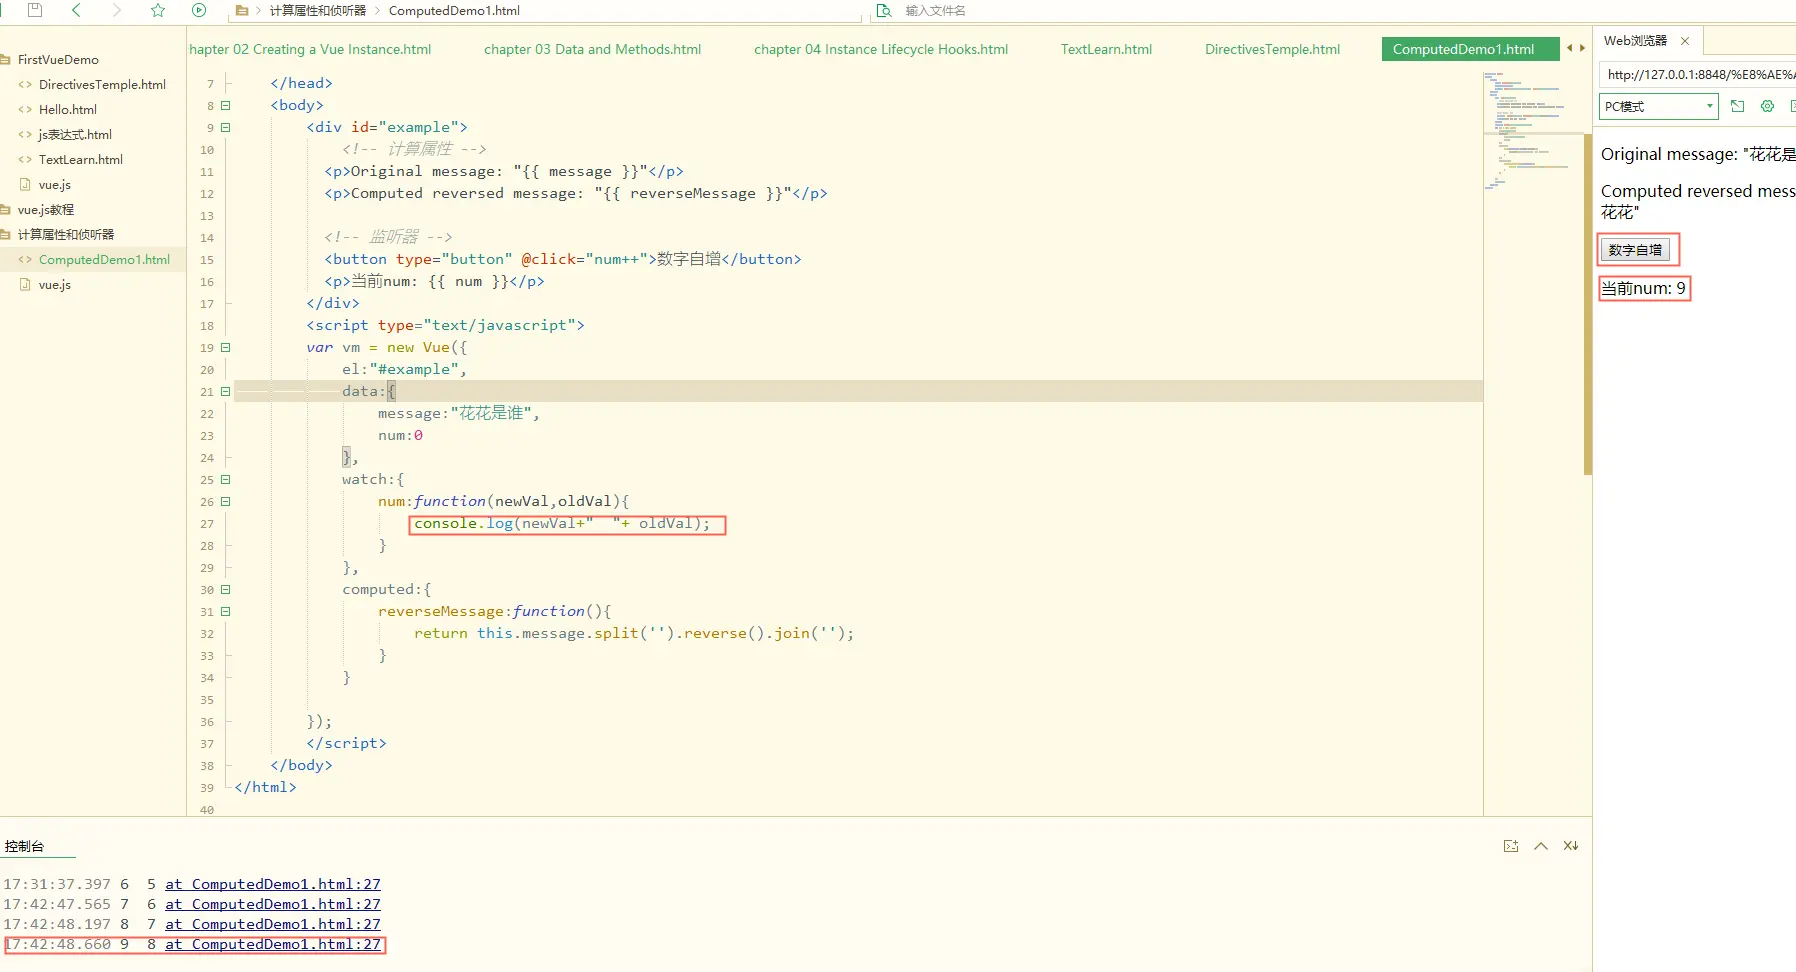 计算属性和侦听器 ComputedDemo1.html 输入文件名
FirstVueDemo
DirectivesTemple.html
Hello.html
js表达式.html
TextLearn.html
vue.js
vue.js教程
计算属性和侦听器
ComputedDemo1.html
vue.js
hapter 02 Creating a Vue Instance.html chapter 03 Data and Methods.html chapter 04 Instance Lifecycle Hooks.html TextLearn.html DirectivesTemple.html ComputedDemo1.html
7 </head>
8 <body>
9 <div id="example">
10 <!-- 计算属性 -->
11 <p>Original message: "{{ message }}"</p>
12 <p>Computed reversed message: "{{ reverseMessage }}"</p>
13
14 <!-- 监听器 -->
15 <button type="button" @click="num++">数字自增</button>
16 <p>当前num: {{ num }}</p>
17 </div>
18 <script type="text/javascript">
19 var vm = new Vue({
20 el:"#example",
21 data:{
22 message:"花花是谁",
23 num:0
24 },
25 watch:{
26 num:function(newVal,oldVal){
27 console.log(newVal+"  "+ oldVal);
28 }
29 },
30 computed:{
31 reverseMessage:function(){
32 return this.message.split('').reverse().join('');
33 }
34 }
35
36 });
37 </script>
38 </body>
39 </html>
40
Web浏览器
http://127.0.0.1:8848/%E8%AE%A
PC模式
Original message: "花花是
Computed reversed mess
花花"
数字自增
当前num: 9
控制台
17:31:37.397 6  5 at ComputedDemo1.html:27
17:42:47.565 7  6 at ComputedDemo1.html:27
17:42:48.197 8  7 at ComputedDemo1.html:27
17:42:48.660 9  8 at ComputedDemo1.html:27